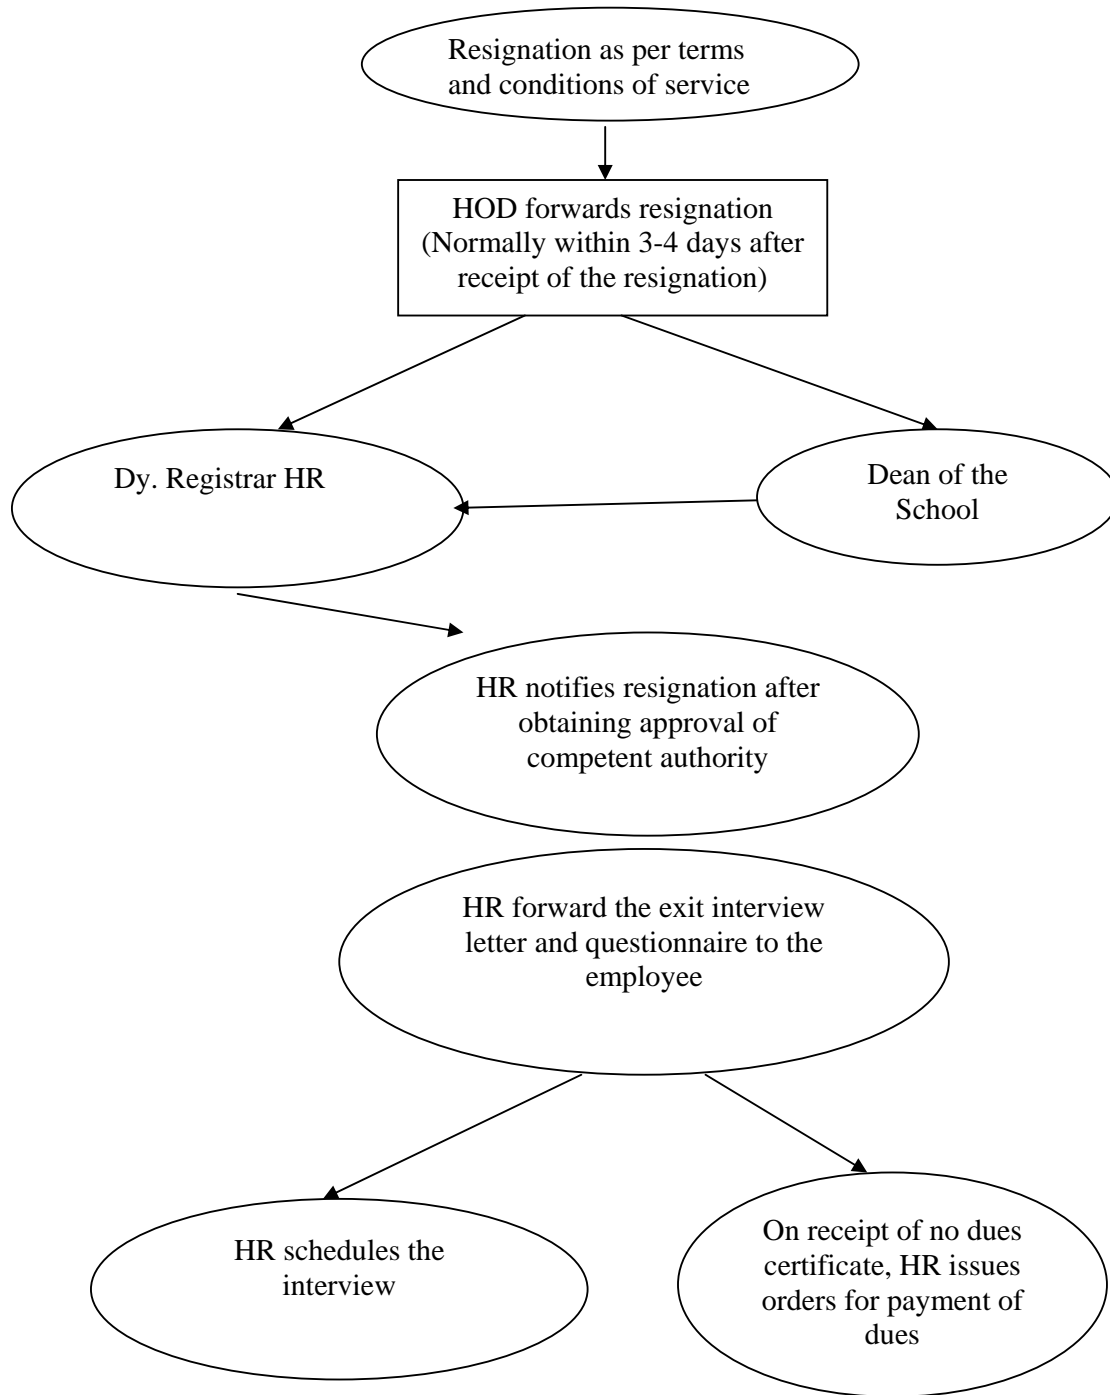 Resignation as per terms
and conditions of service
HOD forwards resignation
(Normally within 3-4 days after
receipt of the resignation)
Dy. Registrar HR
Dean of the
School
HR notifies resignation after
obtaining approval of
competent authority
HR forward the exit interview
letter and questionnaire to the
employee
HR schedules the
interview
On receipt of no dues
certificate, HR issues
orders for payment of
dues